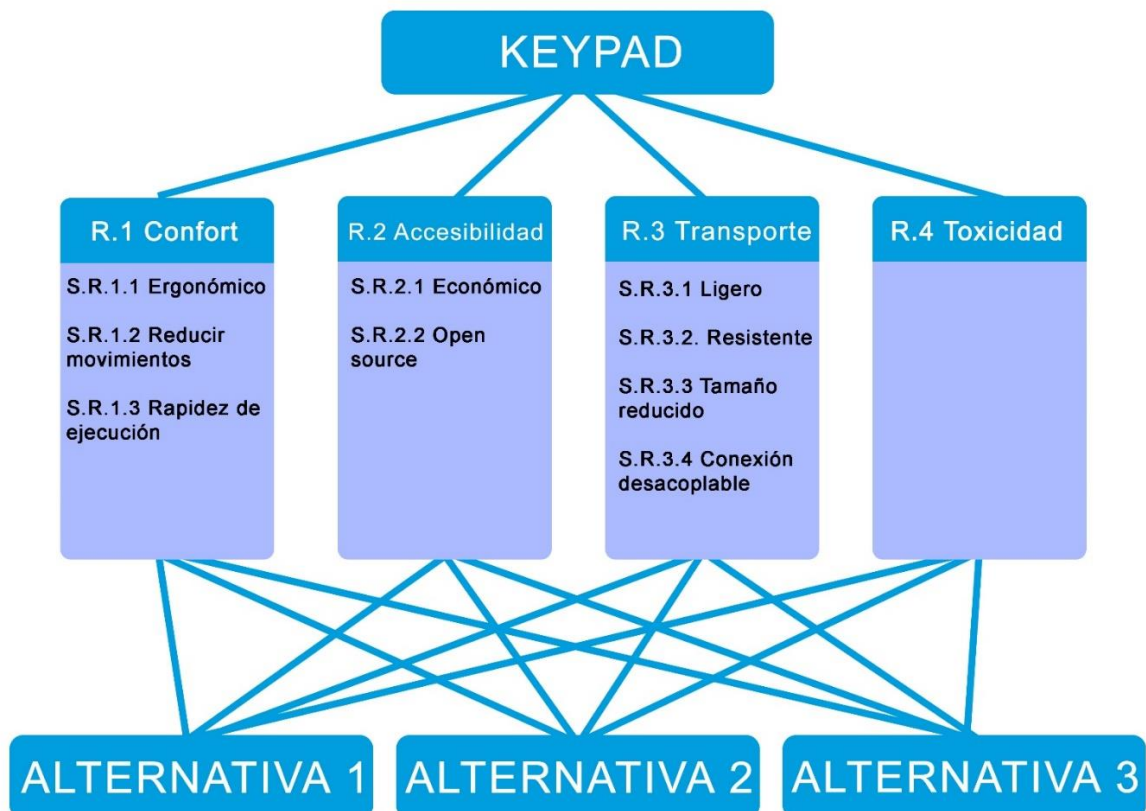 KEYPAD
R.1 Confort
S.R.1.1 Ergonómico
S.R.1.2 Reducir
movimientos
S.R.1.3 Rapidez de
ejecución
R.2 Accesibilidad
S.R.2.1 Económico
S.R.2.2 Open
source
R.3 Transporte
S.R.3.1 Ligero
S.R.3.2. Resistente
S.R.3.3 Tamaño
reducido
S.R.3.4 Conexión
desacoplable
R.4 Toxicidad
ALTERNATIVA 1
ALTERNATIVA 2
ALTERNATIVA 3